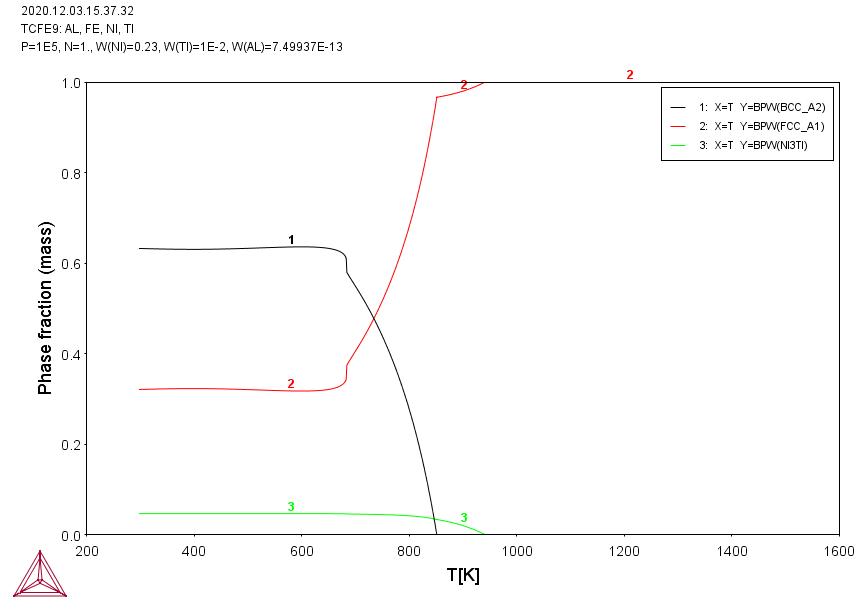 2020.12.03.15.37.32
TCFE9: AL, FE, NI, TI
P=1E5, N=1., W(NI)=0.23, W(TI)=1E-2, W(AL)=7.49937E-13
2
1.0
2
1: X=T Y=BPW(BCC_A2)
2: X=T Y=BPW(FCC_A1)
3: X=T Y=BPW(NI3TI)
0.8
Phase fraction (mass)
1
0.6
0.4
2
0.2
3
3
0.0
200 400 600 800 1000 1200 1400 1600
T[K]